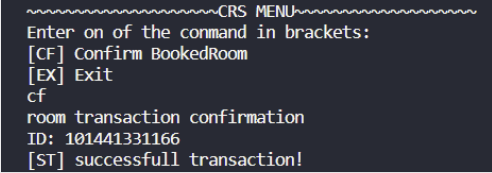 ~~~~~~~~~~~~~~~~~~~~~CRS MENU~~~~~~~~~~~~~~~~~~~~
Enter on of the conmand in brackets:
[CF] Confirm BookedRoom
[EX] Exit
cf
room transaction confirmation
ID: 101441331166
[ST] successfull transaction!